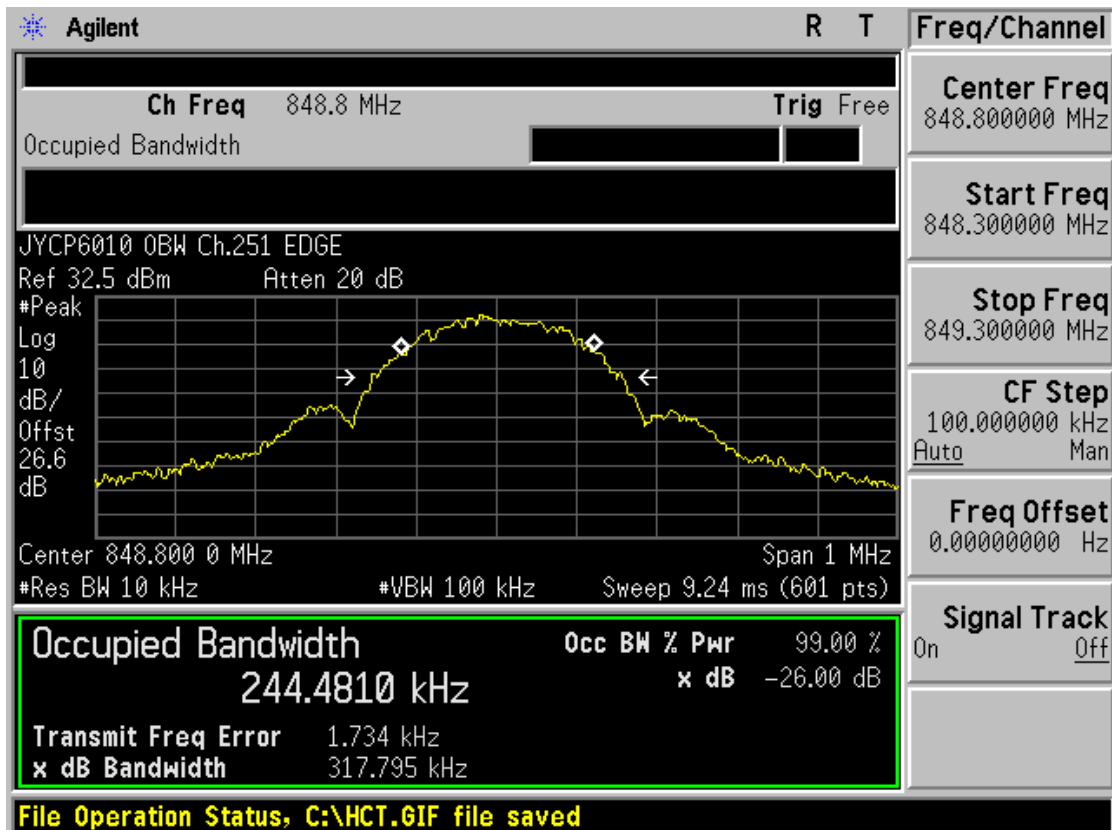 Agilent R T Freq/Channel
Ch Freq 848.8 MHz Trig Free
Occupied Bandwidth
Center Freq
848.800000 MHz
Start Freq
848.300000 MHz
JYCP6010 OBW Ch.251 EDGE
Ref 32.5 dBm Atten 20 dB
#Peak
Log
10
dB/
Offst
26.6
dB
Stop Freq
849.300000 MHz
CF Step
100.000000 kHz
Auto Man
Freq Offset
0.00000000 Hz
Center 848.800 0 MHz Span 1 MHz
#Res BW 10 kHz #VBW 100 kHz Sweep 9.24 ms (601 pts)
Signal Track
On Off
Occupied Bandwidth Occ BW % Pwr 99.00 %
244.4810 kHz x dB -26.00 dB
Transmit Freq Error 1.734 kHz
x dB Bandwidth 317.795 kHz
File Operation Status, C:\HCT.GIF file saved